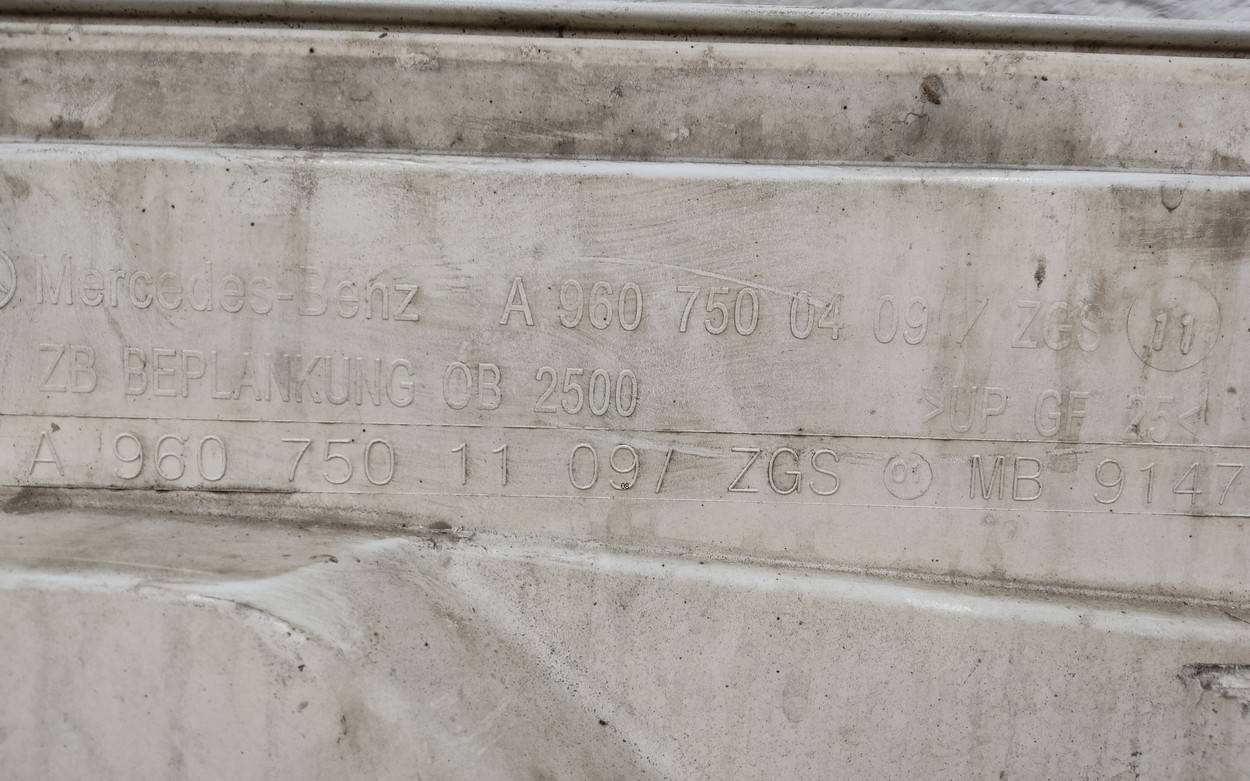 Mercedes-Benz A 960 750 04 09 / ZGS 11
ZB BEPLANKUNG OB 2500 >UP GF 25<
A 960 750 11 09/ ZGS 01 MB 9147